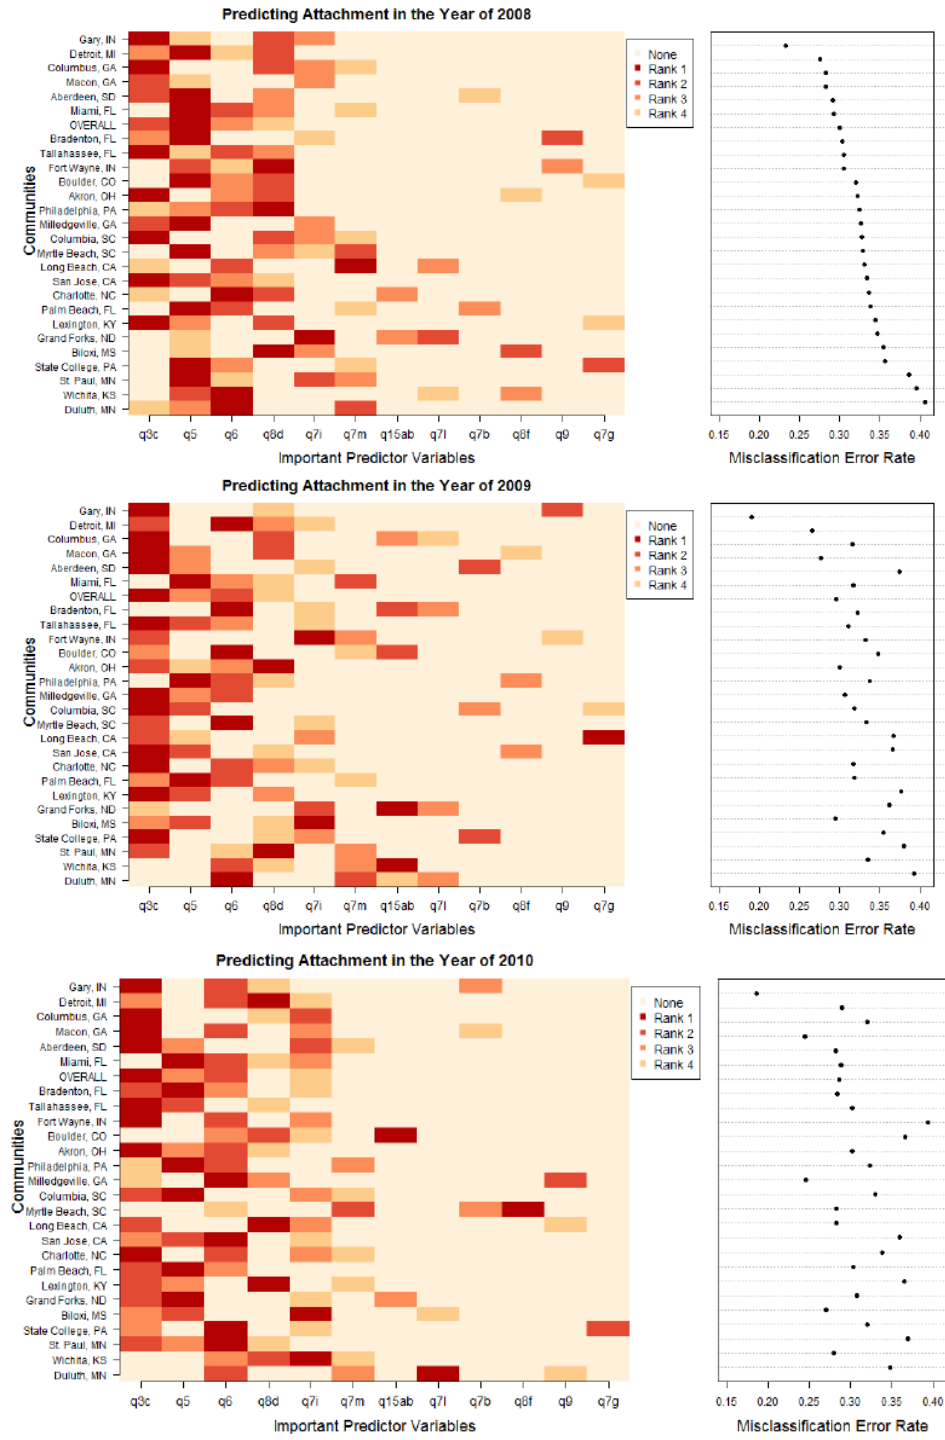 Predicting Attachment in the Year of 2008
Communities
Gary, IN
Detroit, MI
Columbus, GA
Macon, GA
Aberdeen, SD
Miami, FL
OVERALL
Bradenton, FL
Tallahassee, FL
Fort Wayne, IN
Boulder, CO
Akron, OH
Philadelphia, PA
Milledgeville, GA
Columbia, SC
Myrtle Beach, SC
Long Beach, CA
San Jose, CA
Charlotte, NC
Palm Beach, FL
Lexington, KY
Grand Forks, ND
Biloxi, MS
State College, PA
St. Paul, MN
Wichita, KS
Duluth, MN
None
Rank 1
Rank 2
Rank 3
Rank 4
q3c q5 q6 q8d q7i q7m q15ab q7l q7b q8f q9 q7g
Important Predictor Variables
0.15 0.20 0.25 0.30 0.35 0.40
Misclassification Error Rate
Predicting Attachment in the Year of 2009
Communities
Gary, IN
Detroit, MI
Columbus, GA
Macon, GA
Aberdeen, SD
Miami, FL
OVERALL
Bradenton, FL
Tallahassee, FL
Fort Wayne, IN
Boulder, CO
Akron, OH
Philadelphia, PA
Milledgeville, GA
Columbia, SC
Myrtle Beach, SC
Long Beach, CA
San Jose, CA
Charlotte, NC
Palm Beach, FL
Lexington, KY
Grand Forks, ND
Biloxi, MS
State College, PA
St. Paul, MN
Wichita, KS
Duluth, MN
None
Rank 1
Rank 2
Rank 3
Rank 4
q3c q5 q6 q8d q7i q7m q15ab q7l q7b q8f q9 q7g
Important Predictor Variables
0.15 0.20 0.25 0.30 0.35 0.40
Misclassification Error Rate
Predicting Attachment in the Year of 2010
Communities
Gary, IN
Detroit, MI
Columbus, GA
Macon, GA
Aberdeen, SD
Miami, FL
OVERALL
Bradenton, FL
Tallahassee, FL
Fort Wayne, IN
Boulder, CO
Akron, OH
Philadelphia, PA
Milledgeville, GA
Columbia, SC
Myrtle Beach, SC
Long Beach, CA
San Jose, CA
Charlotte, NC
Palm Beach, FL
Lexington, KY
Grand Forks, ND
Biloxi, MS
State College, PA
St. Paul, MN
Wichita, KS
Duluth, MN
None
Rank 1
Rank 2
Rank 3
Rank 4
q3c q5 q6 q8d q7i q7m q15ab q7l q7b q8f q9 q7g
Important Predictor Variables
0.15 0.20 0.25 0.30 0.35 0.40
Misclassification Error Rate